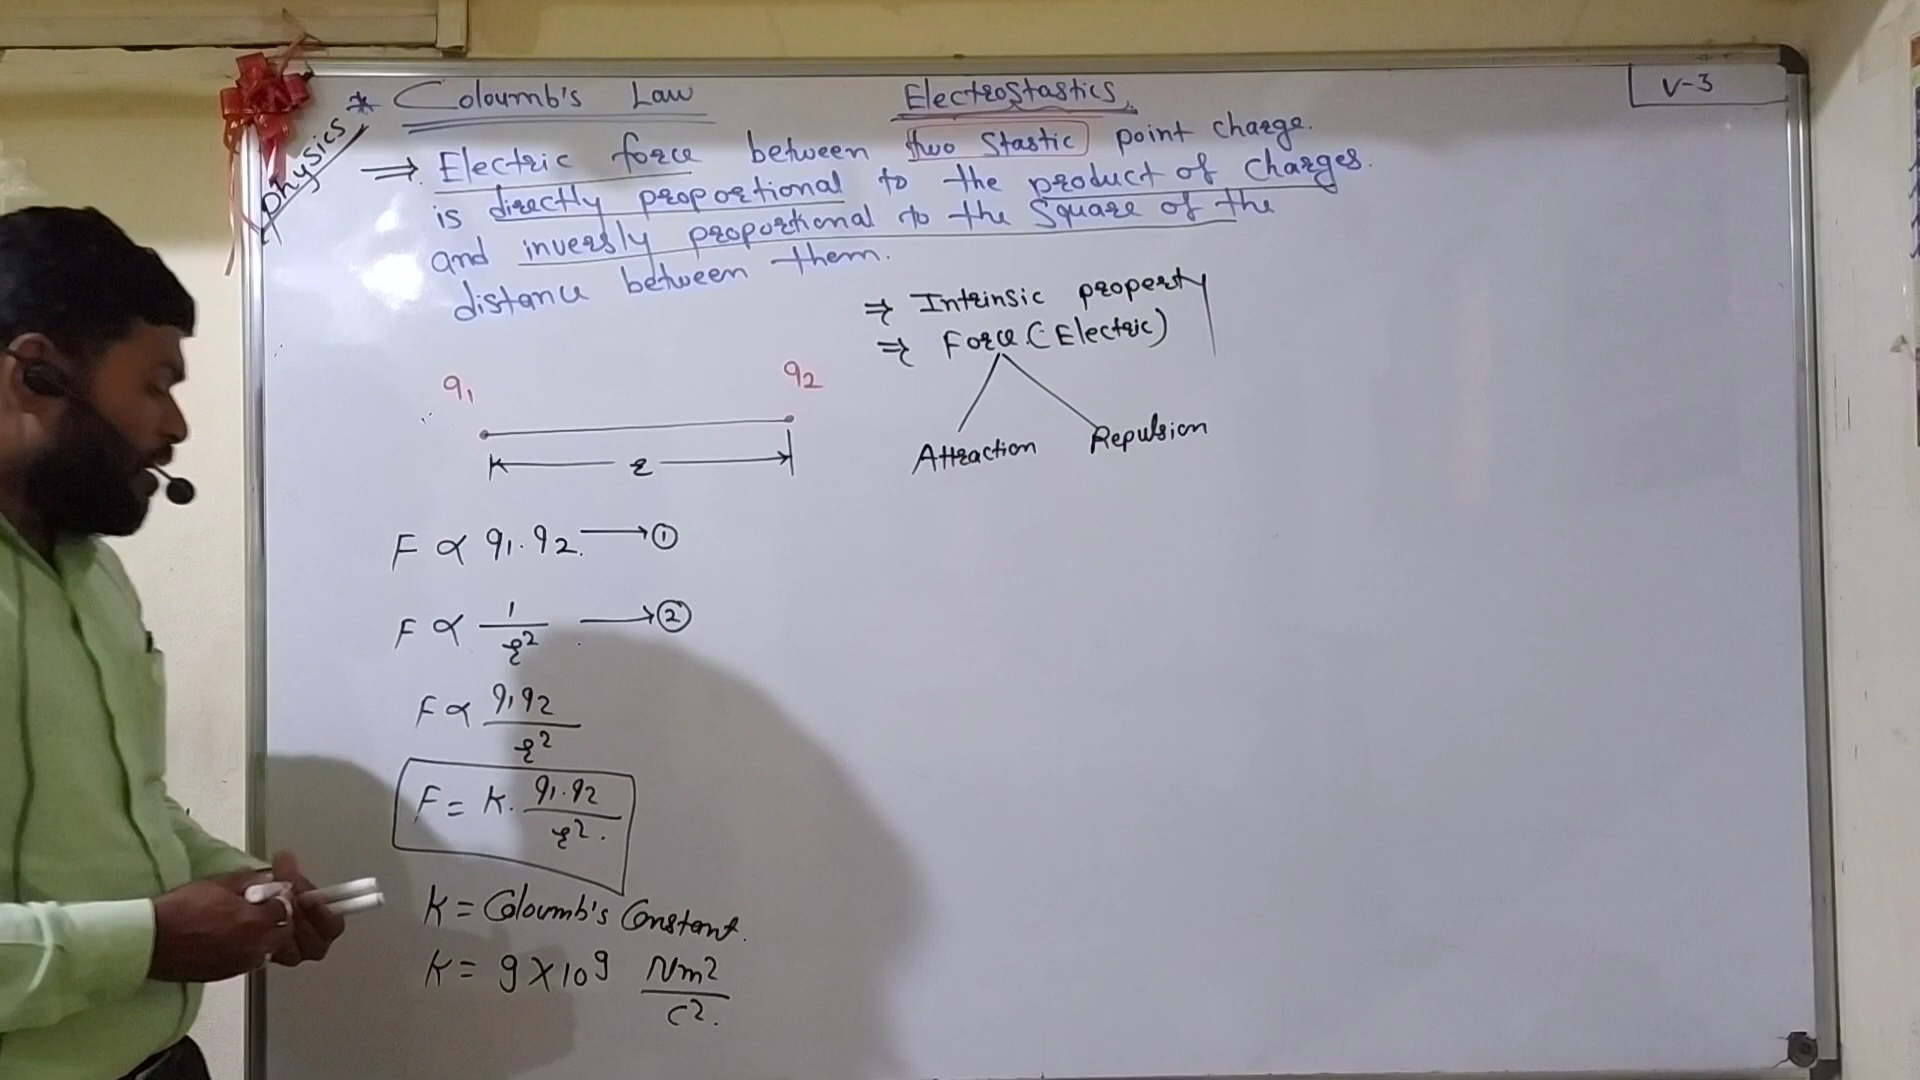 * Coloumb's Law
Electrostastics
V-3
physics
⇒ Electric force between two stastic point charge.
is directly proportional to the product of charges.
and inversly proportional to the square of the
distance between them.
⇒ Intrinsic property
⇒ Force (Electric)
Attraction Repulsion
q₁ q₂
r
F ∝ q₁.q₂ → ①
F ∝ 1/r² → ②
F ∝ q₁q₂/r²
F = K. q₁.q₂/r².
K = Coloumb's Constant.
K = 9 × 10⁹ Nm²/C².